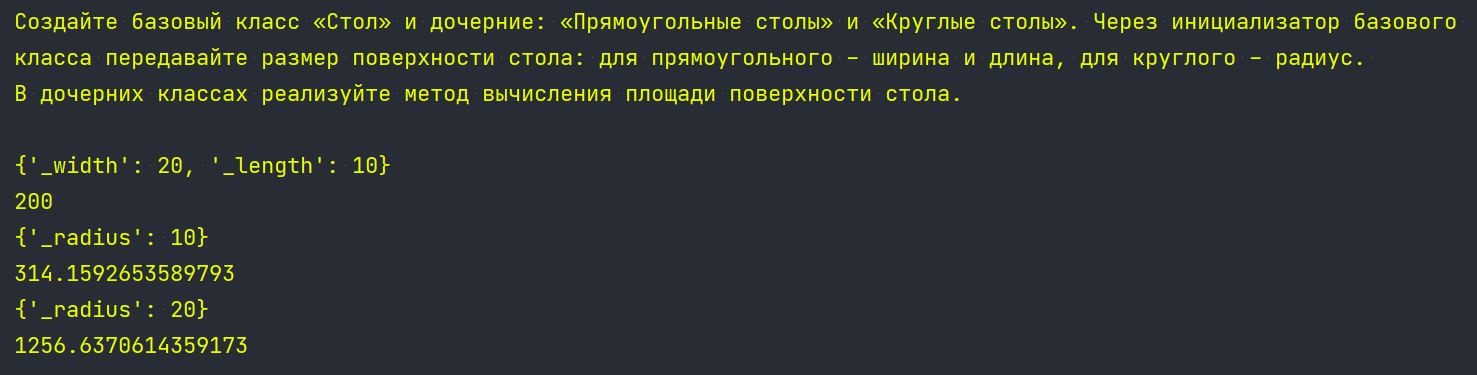 Создайте базовый класс «Стол» и дочерние: «Прямоугольные столы» и «Круглые столы». Через инициализатор базового
класса передавайте размер поверхности стола: для прямоугольного – ширина и длина, для круглого – радиус.
В дочерних классах реализуйте метод вычисления площади поверхности стола.
{'_width': 20, '_length': 10}
200
{'_radius': 10}
314.1592653589793
{'_radius': 20}
1256.6370614359173